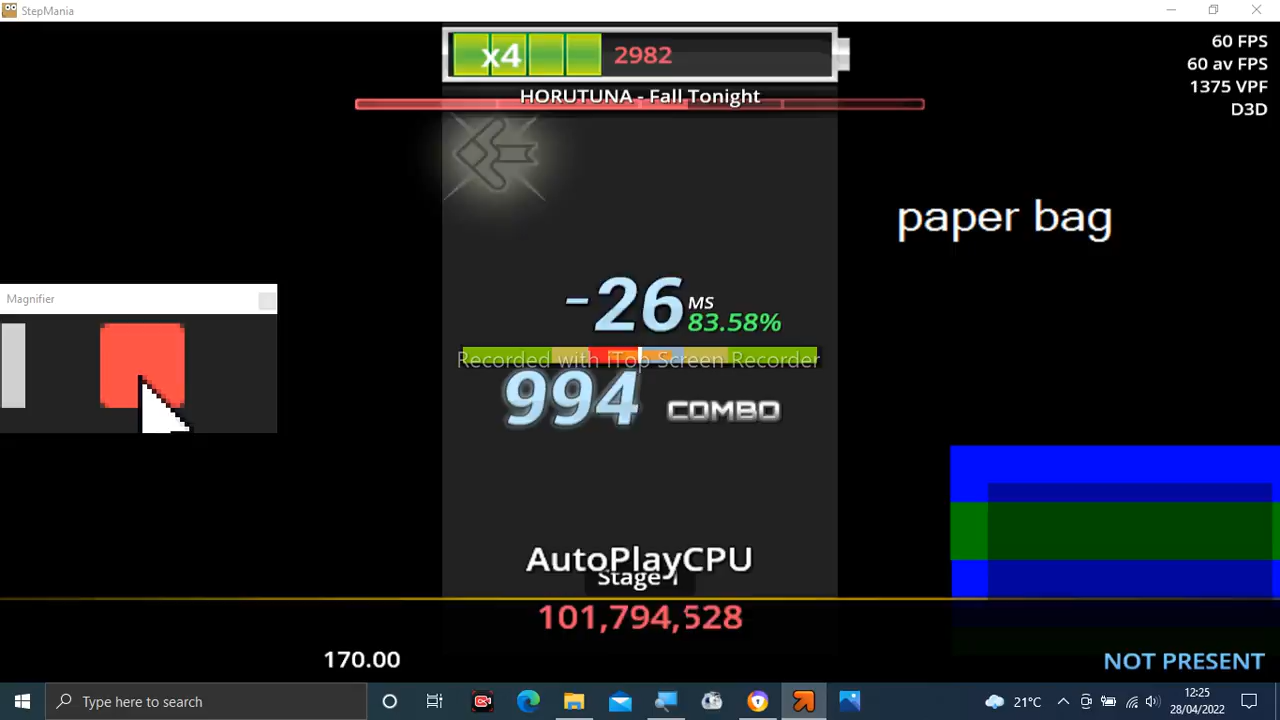 StepMania
x4 2982
60 FPS
60 av FPS
1375 VPF
D3D
HORUTUNA - Fall Tonight
paper bag
Magnifier
-26 MS
83.58%
Recorded with iTop Screen Recorder
994 COMBO
AutoPlayCPU
Stage 1
101,794,528
170.00
NOT PRESENT
Type here to search
21°C
12:25
28/04/2022